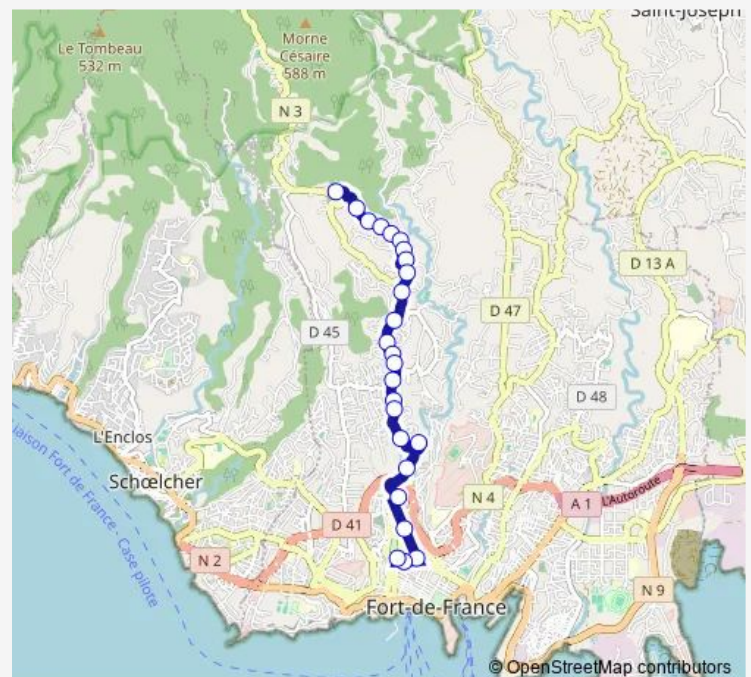 Saint-Joseph
Le Tombeau
532 m
Morne
Césaire
588 m
N 3
D 13 A
D 47
D 45
D 48
L'Enclos
Schœlcher
liaison Fort de France - Case pilote
N 4
A 1
L'Autoroute
D 41
N 2
N 9
Fort-de-France
© OpenStreetMap contributors